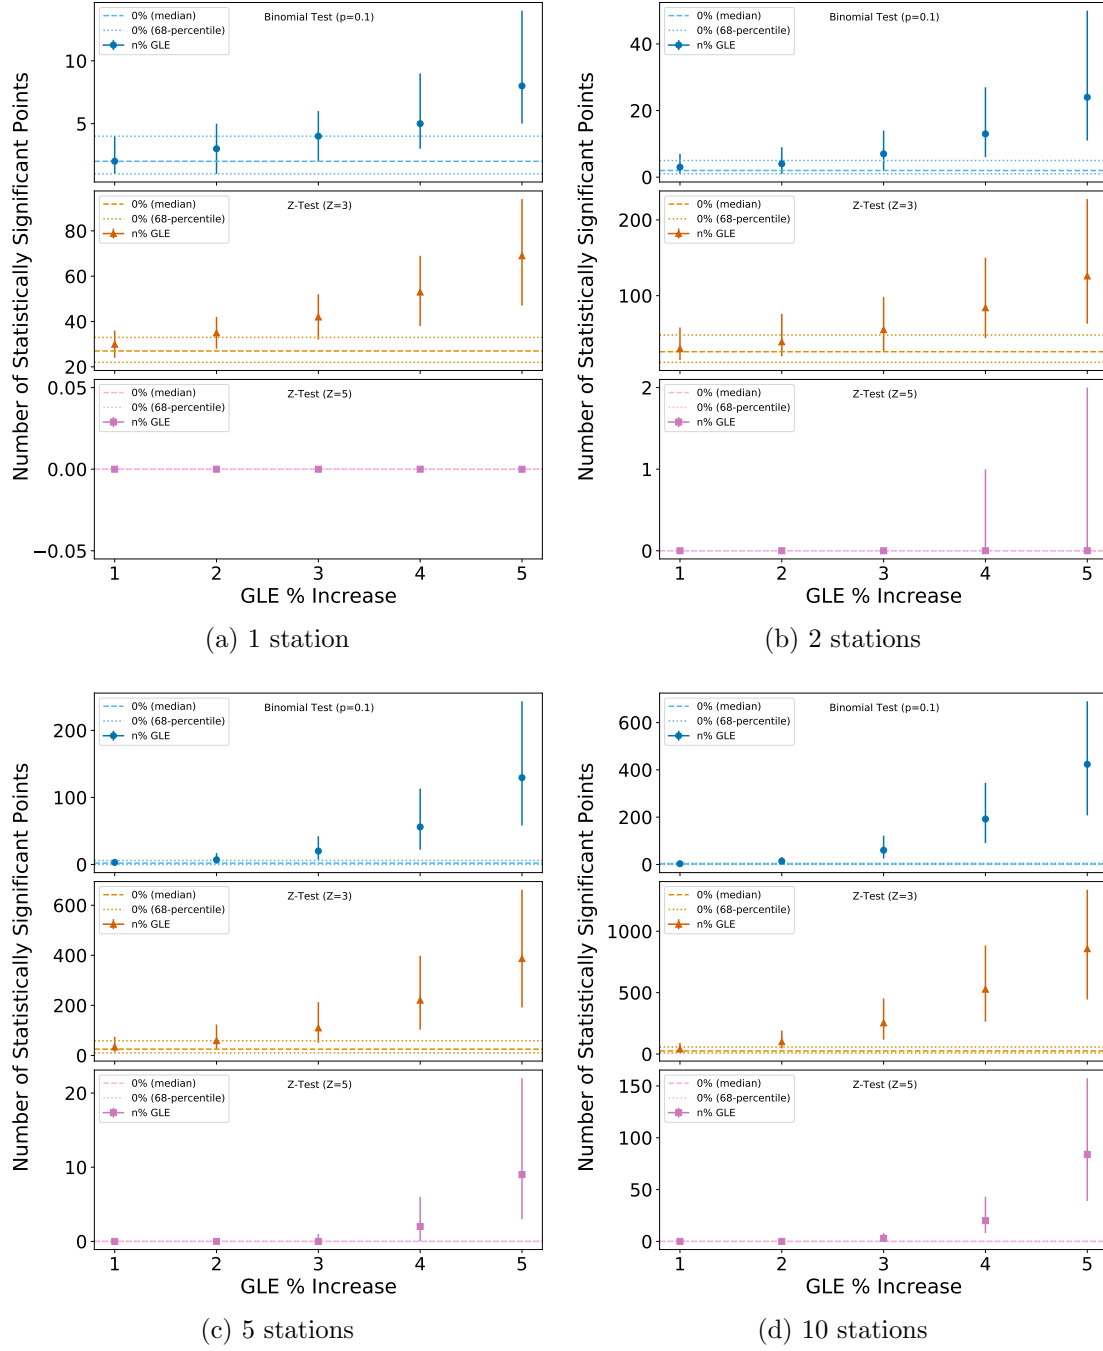 Number of Statistically Significant Points
0% (median)
0% (68-percentile)
n% GLE
Binomial Test (p=0.1)
10
5
0% (median)
0% (68-percentile)
n% GLE
Z-Test (Z=3)
80
60
40
20
0% (median)
0% (68-percentile)
n% GLE
Z-Test (Z=5)
0.05
0.00
−0.05
1 2 3 4 5
GLE % Increase
(a) 1 station
Number of Statistically Significant Points
0% (median)
0% (68-percentile)
n% GLE
Binomial Test (p=0.1)
40
20
0
0% (median)
0% (68-percentile)
n% GLE
Z-Test (Z=3)
200
100
0% (median)
0% (68-percentile)
n% GLE
Z-Test (Z=5)
2
1
0
1 2 3 4 5
GLE % Increase
(b) 2 stations
Number of Statistically Significant Points
0% (median)
0% (68-percentile)
n% GLE
Binomial Test (p=0.1)
200
100
0
0% (median)
0% (68-percentile)
n% GLE
Z-Test (Z=3)
600
400
200
0
0% (median)
0% (68-percentile)
n% GLE
Z-Test (Z=5)
20
10
0
1 2 3 4 5
GLE % Increase
(c) 5 stations
Number of Statistically Significant Points
0% (median)
0% (68-percentile)
n% GLE
Binomial Test (p=0.1)
600
400
200
0
0% (median)
0% (68-percentile)
n% GLE
Z-Test (Z=3)
1000
500
0
0% (median)
0% (68-percentile)
n% GLE
Z-Test (Z=5)
150
100
50
0
1 2 3 4 5
GLE % Increase
(d) 10 stations